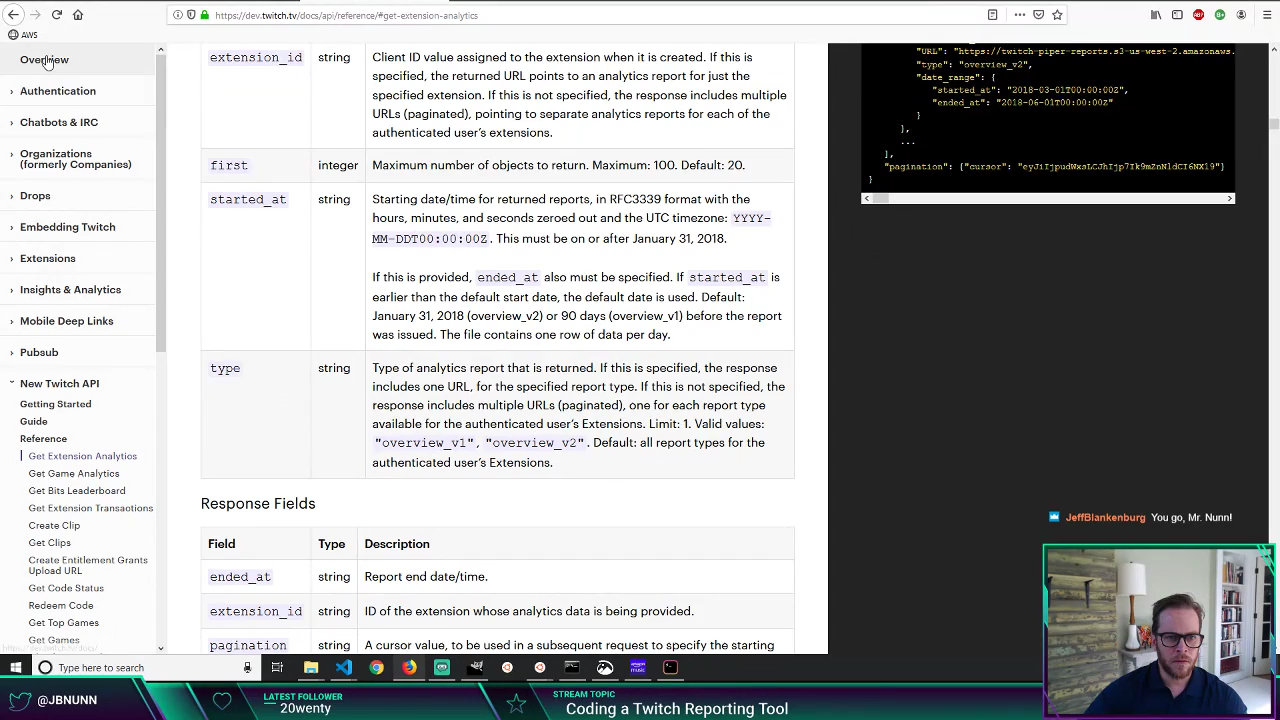 https://dev.twitch.tv/docs/api/reference/#get-extension-analytics
AWS
Overview
Authentication
Chatbots & IRC
Organizations
(formerly Companies)
Drops
Embedding Twitch
Extensions
Insights & Analytics
Mobile Deep Links
Pubsub
New Twitch API
Getting Started
Guide
Reference
Get Extension Analytics
Get Game Analytics
Get Bits Leaderboard
Get Extension Transactions
Create Clip
Get Clips
Create Entitlement Grants
Upload URL
Get Code Status
Redeem Code
Get Top Games
Get Games
https://dev.twitch.tv/docs/
extension_id string Client ID value assigned to the extension when it is created. If this is
specified, the returned URL points to an analytics report for just the
specified extension. If this is not specified, the response includes multiple
URLs (paginated), pointing to separate analytics reports for each of the
authenticated user's extensions.
first integer Maximum number of objects to return. Maximum: 100. Default: 20.
started_at string Starting date/time for returned reports, in RFC3339 format with the
hours, minutes, and seconds zeroed out and the UTC timezone: YYYY-
MM-DDT00:00:00Z. This must be on or after January 31, 2018.
If this is provided, ended_at also must be specified. If started_at is
earlier than the default start date, the default date is used. Default:
January 31, 2018 (overview_v2) or 90 days (overview_v1) before the report
was issued. The file contains one row of data per day.
type string Type of analytics report that is returned. If this is specified, the response
includes one URL, for the specified report type. If this is not specified, the
response includes multiple URLs (paginated), one for each report type
available for the authenticated user's Extensions. Limit: 1. Valid values:
"overview_v1", "overview_v2". Default: all report types for the
authenticated user's Extensions.
Response Fields
Field Type Description
ended_at string Report end date/time.
extension_id string ID of the extension whose analytics data is being provided.
pagination string A cursor value, to be used in a subsequent request to specify the starting
"URL": "https://twitch-piper-reports.s3-us-west-2.amazonaws.
"type": "overview_v2",
"date_range": {
"started_at": "2018-03-01T00:00:00Z",
"ended_at": "2018-06-01T00:00:00Z"
}
],
...
],
"pagination": {"cursor":
}
JeffBlankenburg You go, Mr. Nunn!
Type here to search
@JBNUNN
LATEST FOLLOWER
20wenty
STREAM TOPIC
Coding a Twitch Reporting Tool